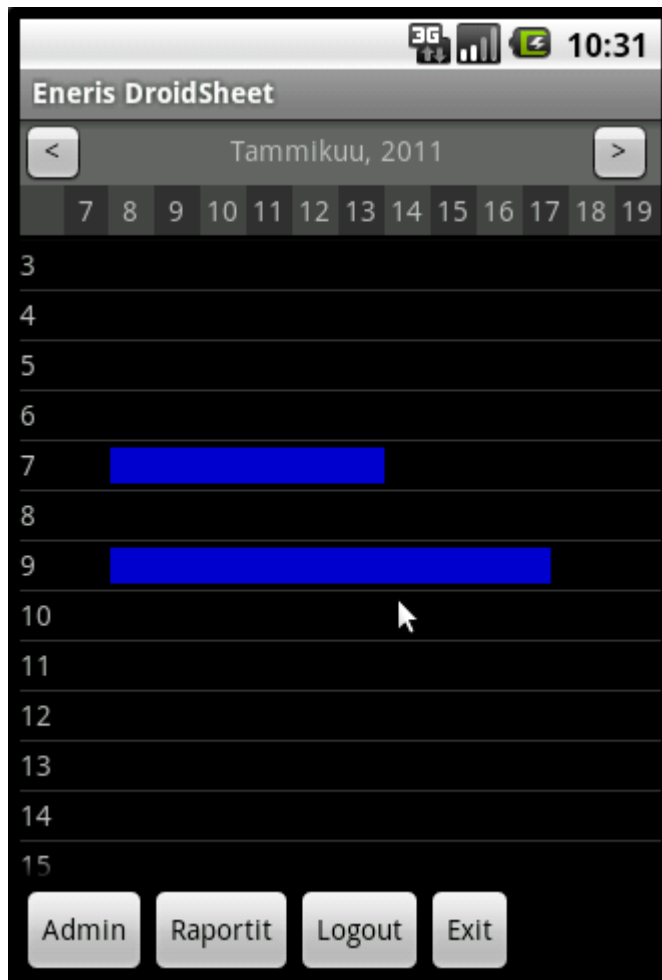 3G 10:31
Eneris DroidSheet
< Tammikuu, 2011 >
7 8 9 10 11 12 13 14 15 16 17 18 19
3
4
5
6
7
8
9
10
11
12
13
14
15
Admin Raportit Logout Exit